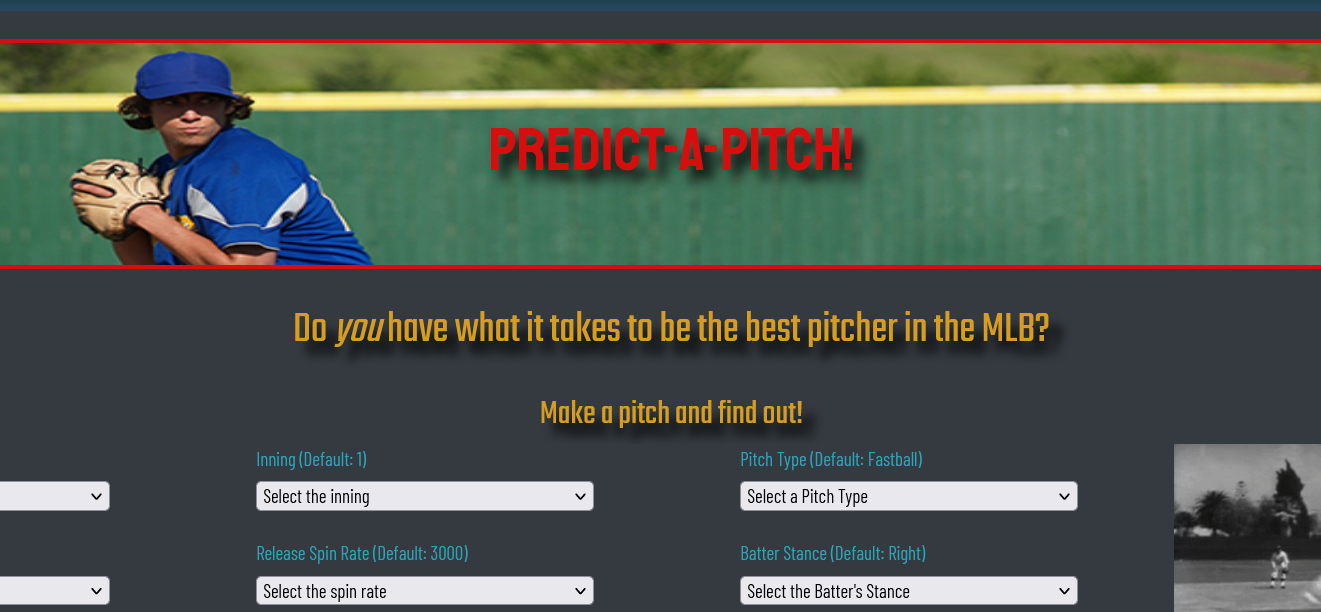 PREDICT-A-PITCH!
Do you have what it takes to be the best pitcher in the MLB?
Make a pitch and find out!
Inning (Default: 1)
Pitch Type (Default: Fastball)
Select the inning
Select a Pitch Type
Release Spin Rate (Default: 3000)
Batter Stance (Default: Right)
Select the spin rate
Select the Batter's Stance